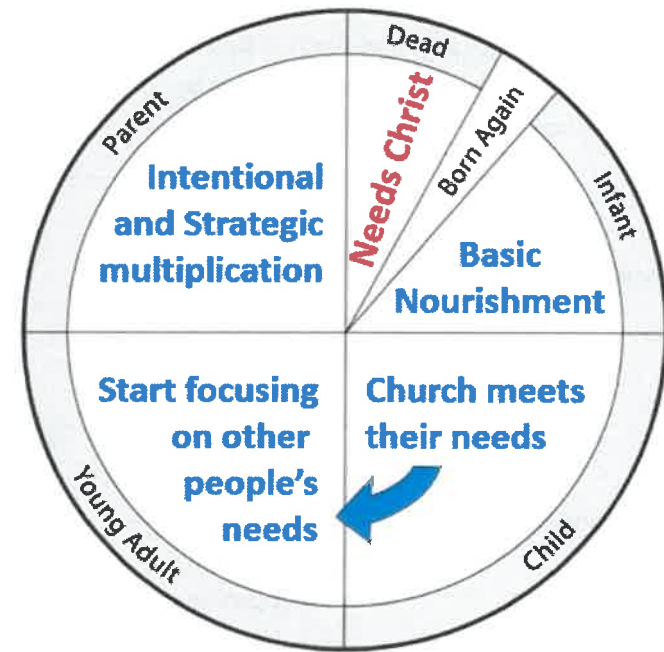 Dead
Needs Christ
Born Again
Infant
Basic
Nourishment
Child
Church meets
their needs
Young Adult
Start focusing
on other
people's
needs
Parent
Intentional
and Strategic
multiplication